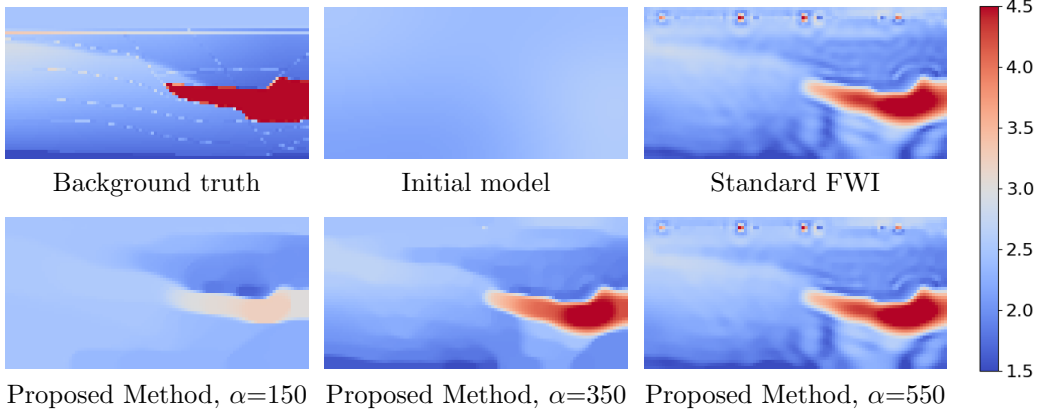 Background truth
Initial model
Standard FWI
Proposed Method, α=150
Proposed Method, α=350
Proposed Method, α=550
4.5
4.0
3.5
3.0
2.5
2.0
1.5